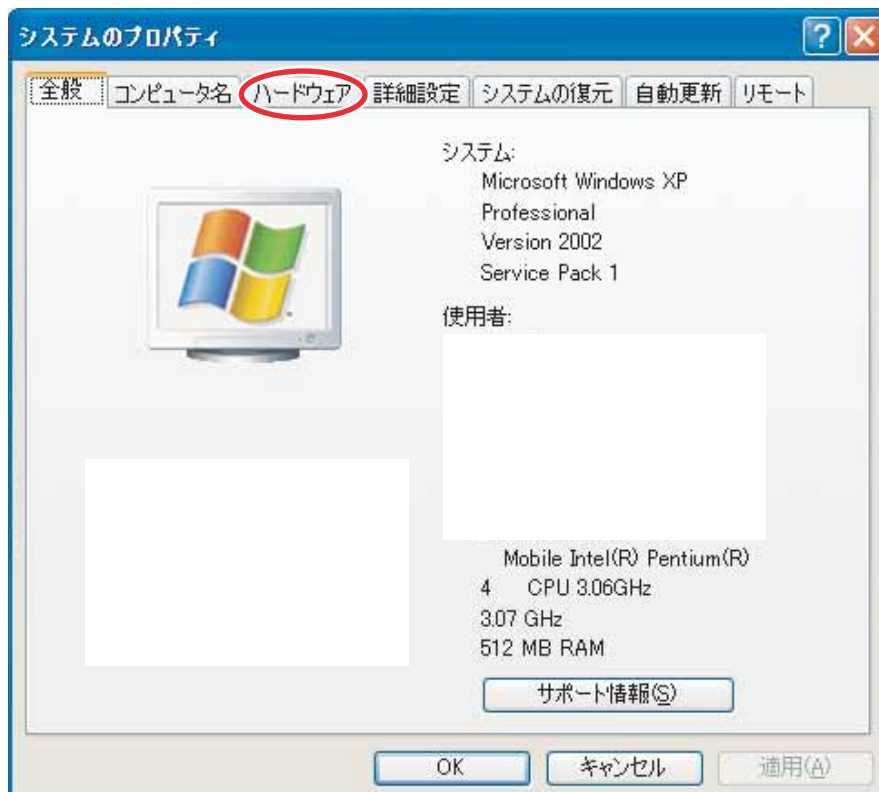 システムのプロパティ
全般 コンピュータ名 ハードウェア 詳細設定 システムの復元 自動更新 リモート
システム:
Microsoft Windows XP
Professional
Version 2002
Service Pack 1
使用者:
Mobile Intel(R) Pentium(R)
4 CPU 3.06GHz
3.07 GHz
512 MB RAM
サポート情報(S)
OK キャンセル 適用(A)